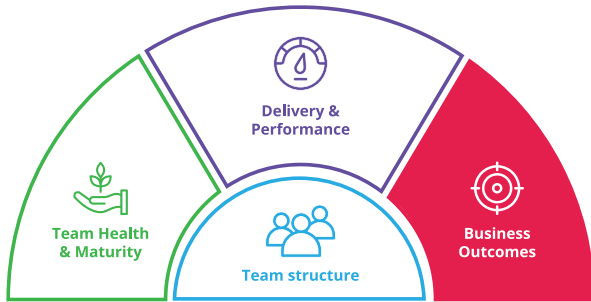 Delivery &
Performance
Team Health
& Maturity
Business
Outcomes
Team structure